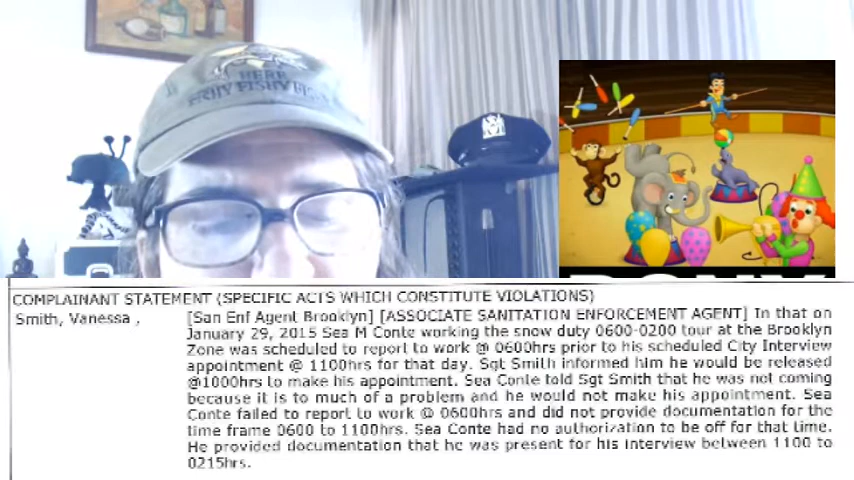 HERE
FISHY FISHY FISHY
COMPLAINANT STATEMENT (SPECIFIC ACTS WHICH CONSTITUTE VIOLATIONS)
Smith, Vanessa ,
[San Enf Agent Brooklyn] [ASSOCIATE SANITATION ENFORCEMENT AGENT] In that on
January 29, 2015 Sea M Conte working the snow duty 0600-0200 tour at the Brooklyn
Zone was scheduled to report to work @ 0600hrs prior to his scheduled City Interview
appointment @ 1100hrs for that day. Sgt Smith informed him he would be released
@1000hrs to make his appointment. Sea Conte told Sgt Smith that he was not coming
because it is to much of a problem and he would not make his appointment. Sea
Conte failed to report to work @ 0600hrs and did not provide documentation for the
time frame 0600 to 1100hrs. Sea Conte had no authorization to be off for that time.
He provided documentation that he was present for his interview between 1100 to
0215hrs.